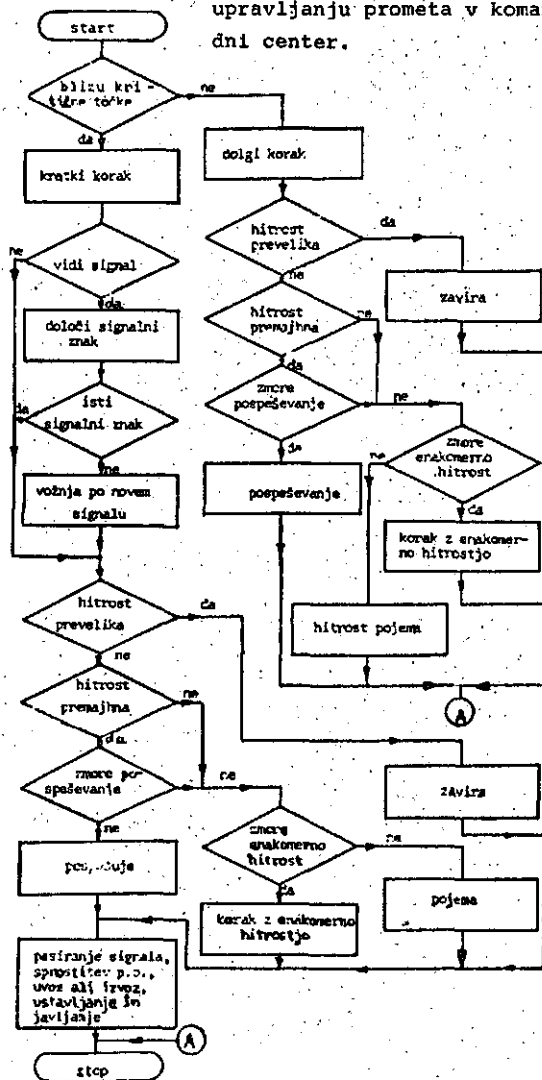 upravljanju prometa v koma
dni center.
start
blizu kri-
tične točke
ne
da
kratki korak
dolgi korak
vidi signal
ne
da
določi signalni
znak
isti
signalni znak
da
ne
vožnja po novem
signalu
hitrost
prevelika
da
ne
zavira
hitrost
premajhna
ne
da
zmore
pospeševanje
ne
da
pospeševanje
zmore
enakomerno
hitrost
ne
da
korak z enakomer-
no hitrostjo
hitrost pojema
A
hitrost
prevelika
da
ne
hitrost
premajhna
ne
da
zmore po-
speševanje
ne
ne
zavira
zmore
enakomerno
hitrost
ne
da
korak z enakomerno
hitrostjo
pojema
pasiranje signala,
sprostitev p.o.,
uvoz ali izvoz,
ustavljanje in
javljanje
A
stop